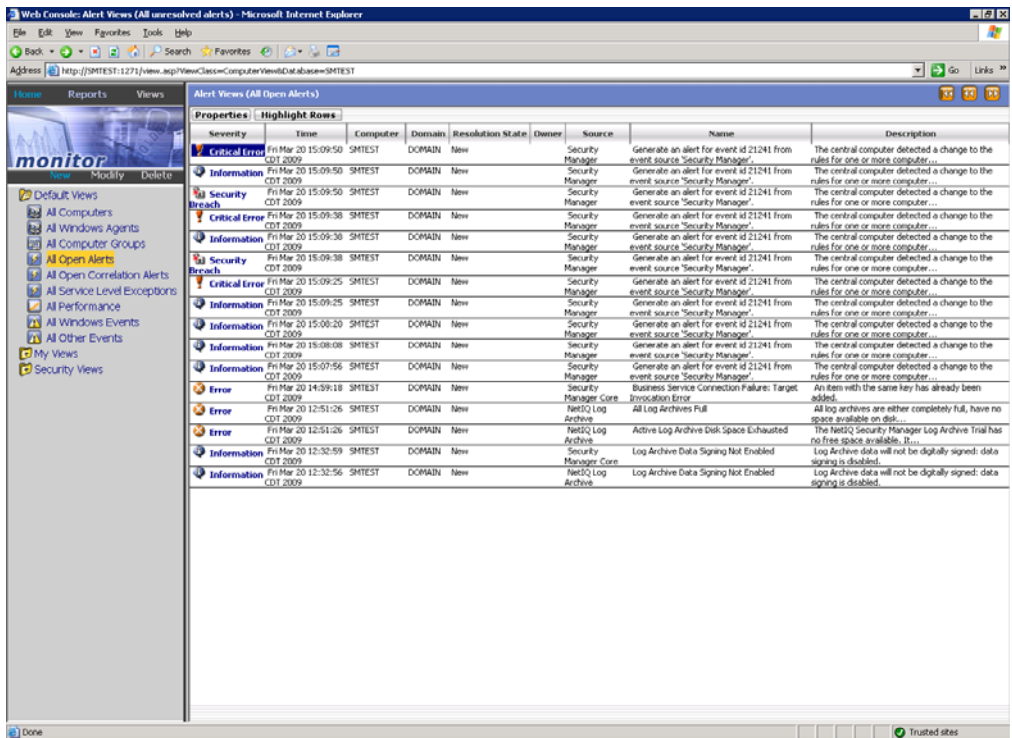 Web Console: Alert Views (All unresolved alerts) - Microsoft Internet Explorer
File Edit View Favorites Tools Help
Back Search Favorites
Address http://SMTEST:1271/view.asp?ViewClass=ComputerView&Database=SMTEST Go Links »
Home Reports Views
monitor
New Modify Delete
Default Views
All Computers
All Windows Agents
All Computer Groups
All Open Alerts
All Open Correlation Alerts
All Service Level Exceptions
All Performance
All Windows Events
All Other Events
My Views
Security Views
Alert Views (All Open Alerts)
Properties Highlight Rows
Severity Time Computer Domain Resolution State Owner Source Name Description
Critical Error Fri Mar 20 15:09:50 SMTEST DOMAIN New Security Generate an alert for event id 21241 from The central computer detected a change to the
CDT 2009 Manager event source 'Security Manager'. rules for one or more computer...
Information Fri Mar 20 15:09:50 SMTEST DOMAIN New Security Generate an alert for event id 21241 from The central computer detected a change to the
CDT 2009 Manager event source 'Security Manager'. rules for one or more computer...
Security Fri Mar 20 15:09:50 SMTEST DOMAIN New Security Generate an alert for event id 21241 from The central computer detected a change to the
Breach CDT 2009 Manager event source 'Security Manager'. rules for one or more computer...
Critical Error Fri Mar 20 15:09:38 SMTEST DOMAIN New Security Generate an alert for event id 21241 from The central computer detected a change to the
CDT 2009 Manager event source 'Security Manager'. rules for one or more computer...
Information Fri Mar 20 15:09:38 SMTEST DOMAIN New Security Generate an alert for event id 21241 from The central computer detected a change to the
CDT 2009 Manager event source 'Security Manager'. rules for one or more computer...
Security Fri Mar 20 15:09:38 SMTEST DOMAIN New Security Generate an alert for event id 21241 from The central computer detected a change to the
Breach CDT 2009 Manager event source 'Security Manager'. rules for one or more computer...
Critical Error Fri Mar 20 15:09:25 SMTEST DOMAIN New Security Generate an alert for event id 21241 from The central computer detected a change to the
CDT 2009 Manager event source 'Security Manager'. rules for one or more computer...
Information Fri Mar 20 15:09:25 SMTEST DOMAIN New Security Generate an alert for event id 21241 from The central computer detected a change to the
CDT 2009 Manager event source 'Security Manager'. rules for one or more computer...
Information Fri Mar 20 15:08:20 SMTEST DOMAIN New Security Generate an alert for event id 21241 from The central computer detected a change to the
CDT 2009 Manager event source 'Security Manager'. rules for one or more computer...
Information Fri Mar 20 15:08:08 SMTEST DOMAIN New Security Generate an alert for event id 21241 from The central computer detected a change to the
CDT 2009 Manager event source 'Security Manager'. rules for one or more computer...
Information Fri Mar 20 15:07:56 SMTEST DOMAIN New Security Generate an alert for event id 21241 from The central computer detected a change to the
CDT 2009 Manager event source 'Security Manager'. rules for one or more computer...
Error Fri Mar 20 14:59:18 SMTEST DOMAIN New Security Business Service Connection Failure: Target An item with the same key has already been
CDT 2009 Manager Core Invocation Error added.
Error Fri Mar 20 12:51:26 SMTEST DOMAIN New NetIQ Log All Log Archives Full All log archives are either completely full, have no
CDT 2009 Archive space available on disk...
Error Fri Mar 20 12:51:26 SMTEST DOMAIN New NetIQ Log Active Log Archive Disk Space Exhausted The NetIQ Security Manager Log Archive Trial has
CDT 2009 Archive no free space available. It...
Information Fri Mar 20 12:32:59 SMTEST DOMAIN New Security Log Archive Data Signing Not Enabled Log Archive data will not be digitally signed: data
CDT 2009 Manager Core signing is disabled.
Information Fri Mar 20 12:32:56 SMTEST DOMAIN New NetIQ Log Log Archive Data Signing Not Enabled Log Archive data will not be digitally signed: data
CDT 2009 Archive signing is disabled.
Done Trusted sites